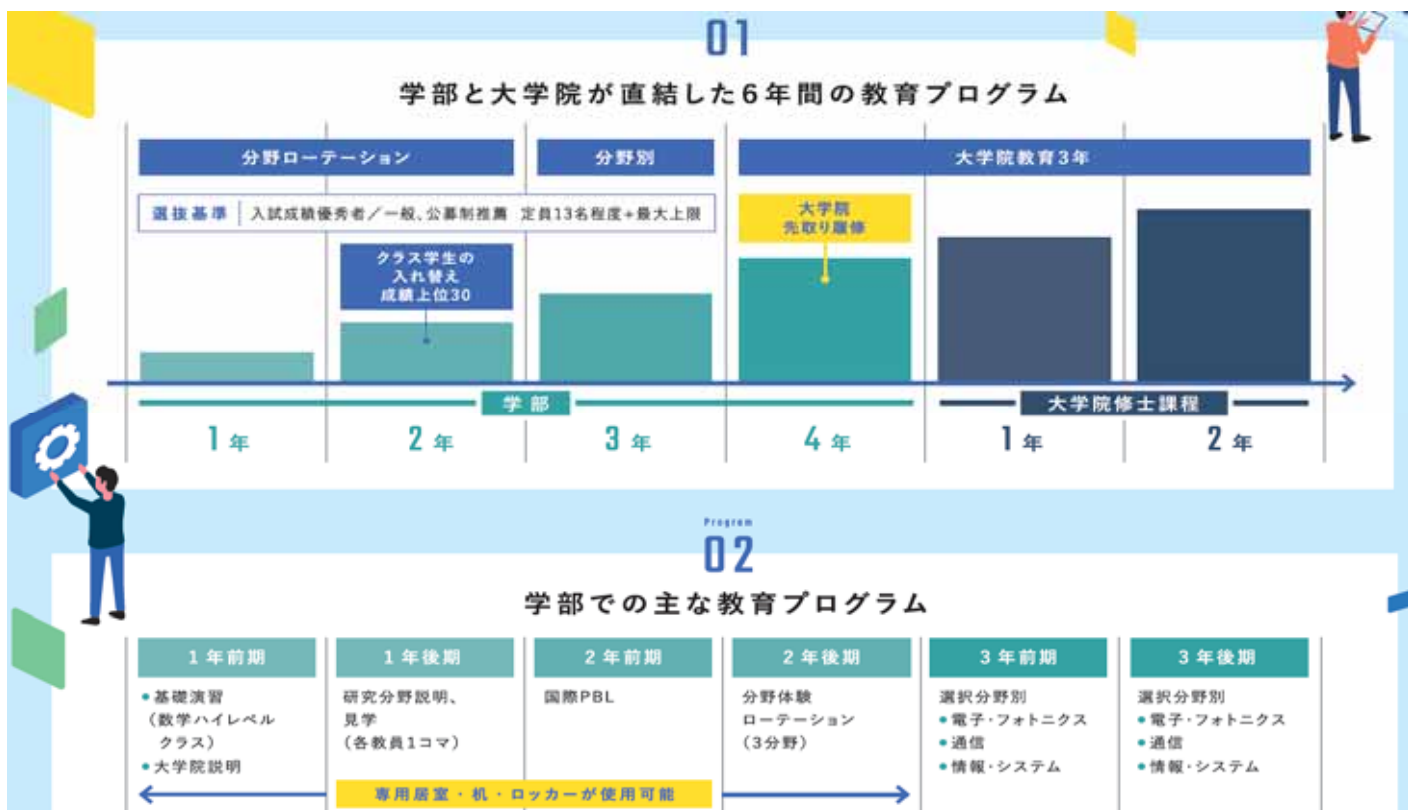 01
学部と大学院が直結した6年間の教育プログラム
分野ローテーション
分野別
大学院教育3年
選抜基準 入試成績優秀者/一般、公募制推薦 定員13名程度+最大上限
大学院
先取り履修
クラス学生の
入れ替え
成績上位30
学部
大学院修士課程
1年
2年
3年
4年
1年
2年
Program
02
学部での主な教育プログラム
1年前期
1年後期
2年前期
2年後期
3年前期
3年後期
●基礎演習
(数学ハイレベル
クラス)
●大学院説明
研究分野説明、
見学
(各教員1コマ)
国際PBL
分野体験
ローテーション
(3分野)
選択分野別
●電子・フォトニクス
●通信
●情報・システム
選択分野別
●電子・フォトニクス
●通信
●情報・システム
専用居室・机・ロッカーが使用可能